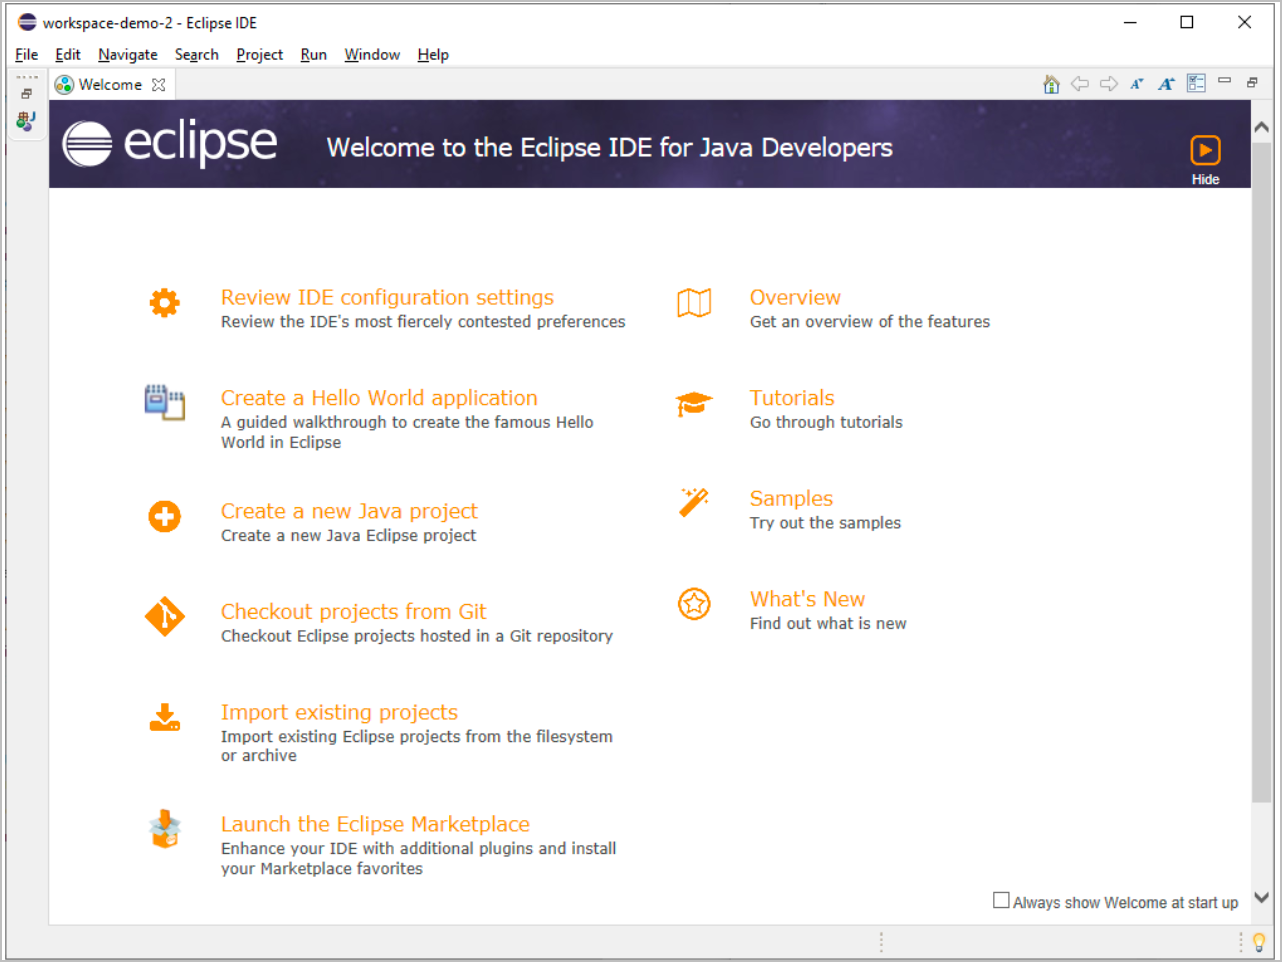 workspace-demo-2 - Eclipse IDE
File Edit Navigate Search Project Run Window Help
Welcome
eclipse Welcome to the Eclipse IDE for Java Developers
Hide
Review IDE configuration settings
Review the IDE's most fiercely contested preferences
Create a Hello World application
A guided walkthrough to create the famous Hello
World in Eclipse
Create a new Java project
Create a new Java Eclipse project
Checkout projects from Git
Checkout Eclipse projects hosted in a Git repository
Import existing projects
Import existing Eclipse projects from the filesystem
or archive
Launch the Eclipse Marketplace
Enhance your IDE with additional plugins and install
your Marketplace favorites
Overview
Get an overview of the features
Tutorials
Go through tutorials
Samples
Try out the samples
What's New
Find out what is new
Always show Welcome at start up